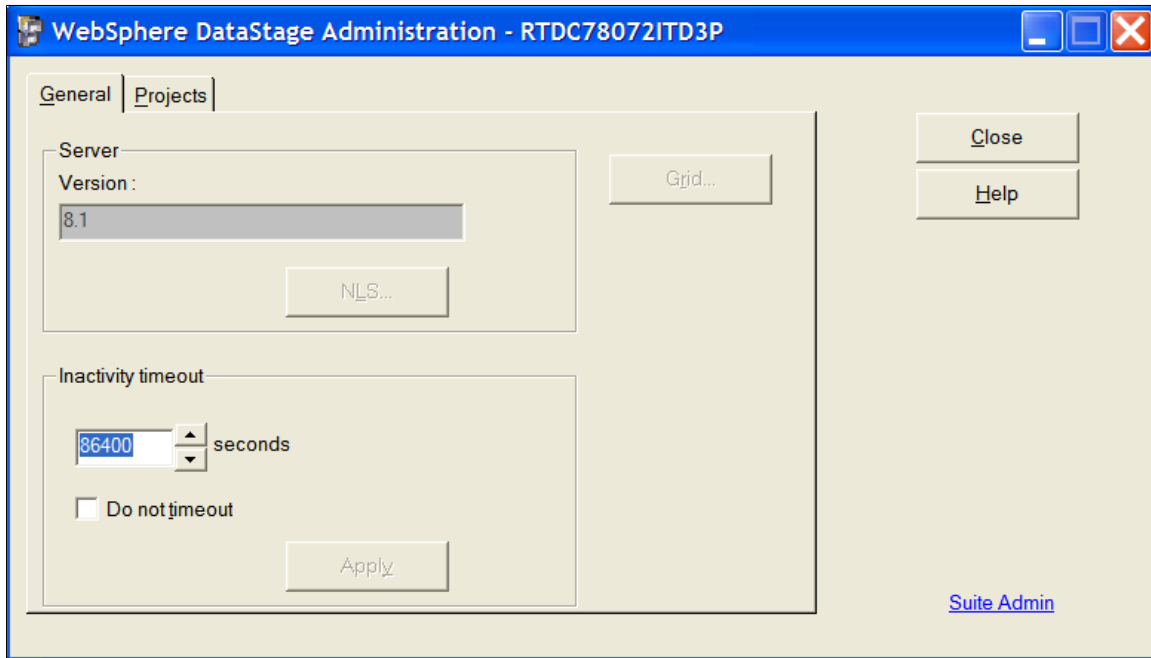 WebSphere DataStage Administration - RTDC78072ITD3P
General
Projects
Server
Version :
8.1
NLS...
Grid...
Close
Help
Inactivity timeout
86400
seconds
Do not timeout
Apply
Suite Admin